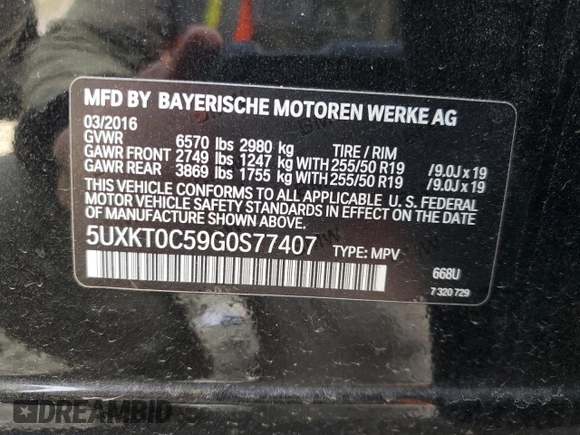 MFD BY BAYERISCHE MOTOREN WERKE AG
03/2016
GVWR 6570 lbs 2980 kg TIRE / RIM
GAWR FRONT 2749 lbs 1247 kg WITH 255/50 R19 /9.0J x 19
GAWR REAR 3869 lbs 1755 kg WITH 255/50 R19 /9.0J x 19
THIS VEHICLE CONFORMS TO ALL APPLICABLE U. S. FEDERAL
MOTOR VEHICLE SAFETY STANDARDS IN EFFECT ON THE DATE
OF MANUFACTURE SHOWN ABOVE.
5UXKT0C59G0S77407 TYPE: MPV
668U
7 320 729
DREAMBID